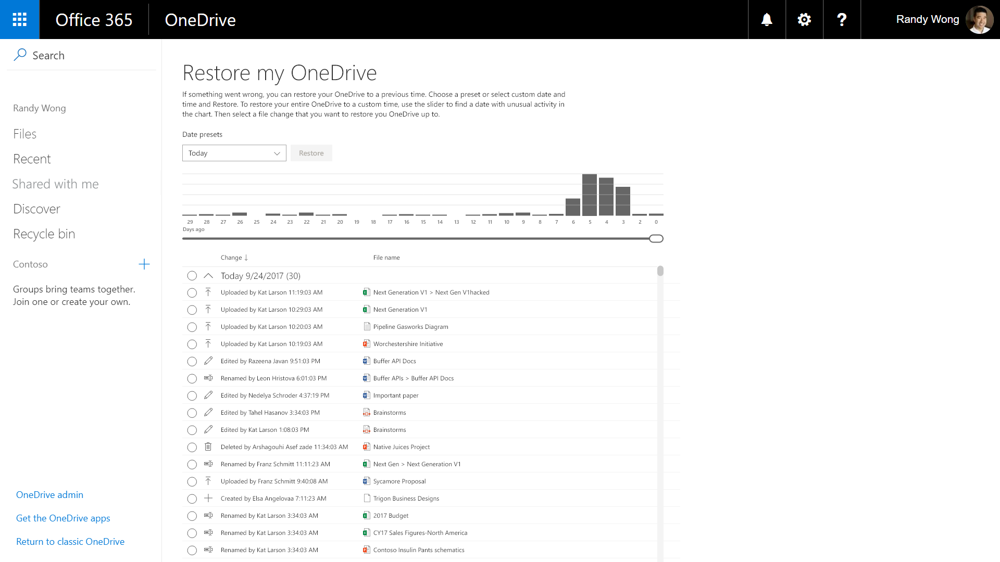 Office 365
OneDrive
?
Randy Wong
Search
Randy Wong
Files
Recent
Shared with me
Discover
Recycle bin
Contoso
Groups bring teams together.
Join one or create your own.
OneDrive admin
Get the OneDrive apps
Return to classic OneDrive
Restore my OneDrive
If something went wrong, you can restore your OneDrive to a previous time. Choose a preset or select custom date and
time and Restore. To restore your entire OneDrive to a custom time, use the slider to find a date with unusual activity in
the chart. Then select a file change that you want to restore you OneDrive up to.
Date presets
Today
Restore
29 28 27 26 25 24 23 22 21 20 19 18 17 16 15 14 13 12 11 10 9 8 7 6 5 4 3 2 0
Days ago
Change ↓ File name
Today 9/24/2017 (30)
Uploaded by Kat Larson 11:19:03 AM Next Generation V1 > Next Gen V1hacked
Uploaded by Kat Larson 10:29:03 AM Next Generation V1
Uploaded by Kat Larson 10:20:03 AM Pipeline Gasworks Diagram
Uploaded by Kat Larson 10:19:03 AM Worchestershire Initiative
Edited by Razeena Javan 9:51:03 PM Buffer API Docs
Renamed by Leon Hristova 6:01:03 PM Buffer APIs > Buffer API Docs
Edited by Nedelya Schroder 4:37:19 PM Important paper
Edited by Tahel Hasanov 3:34:03 PM Brainstorms
Edited by Kat Larson 1:08:03 PM Brainstorms
Deleted by Arshagouhi Asef zade 11:34:03 AM Native Juices Project
Renamed by Franz Schmitt 11:11:23 AM Next Gen > Next Generation V1
Uploaded by Franz Schmitt 9:40:08 AM Sycamore Proposal
Created by Elsa Angelovaa 7:11:23 AM Trigon Business Designs
Renamed by Kat Larson 3:34:03 AM 2017 Budget
Renamed by Kat Larson 3:34:03 AM CY17 Sales Figures-North America
Renamed by Kat Larson 3:34:03 AM Contoso Insulin Pants schematics